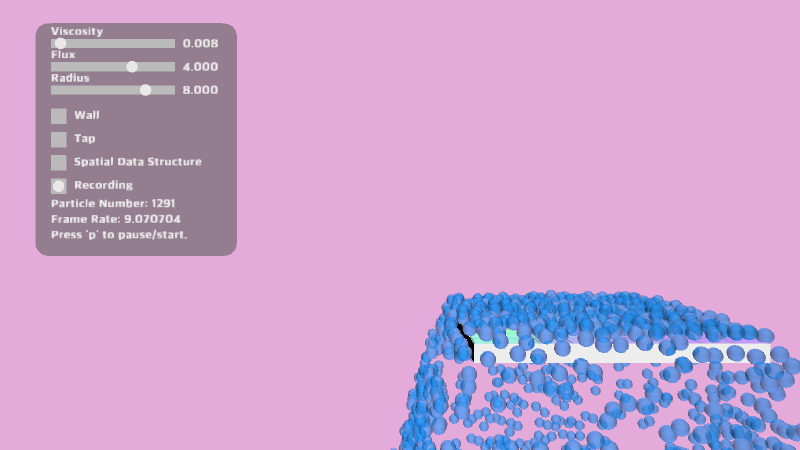 Viscosity
0.008
Flux
4.000
Radius
8.000
Wall
Tap
Spatial Data Structure
Recording
Particle Number: 1291
Frame Rate: 9.070704
Press 'p' to pause/start.